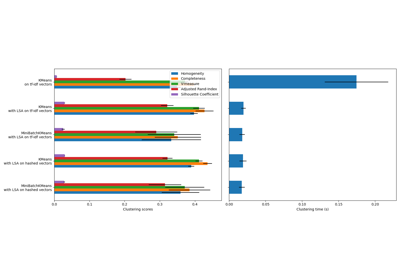 KMeans
on tf-idf vectors
KMeans
with LSA on tf-idf vectors
MiniBatchKMeans
with LSA on tf-idf vectors
KMeans
with LSA on hashed vectors
MiniBatchKMeans
with LSA on hashed vectors
Homogeneity
Completeness
V-measure
Adjusted Rand-Index
Silhouette Coefficient
0.0 0.1 0.2 0.3 0.4
Clustering scores
0.00 0.05 0.10 0.15 0.20
Clustering time (s)